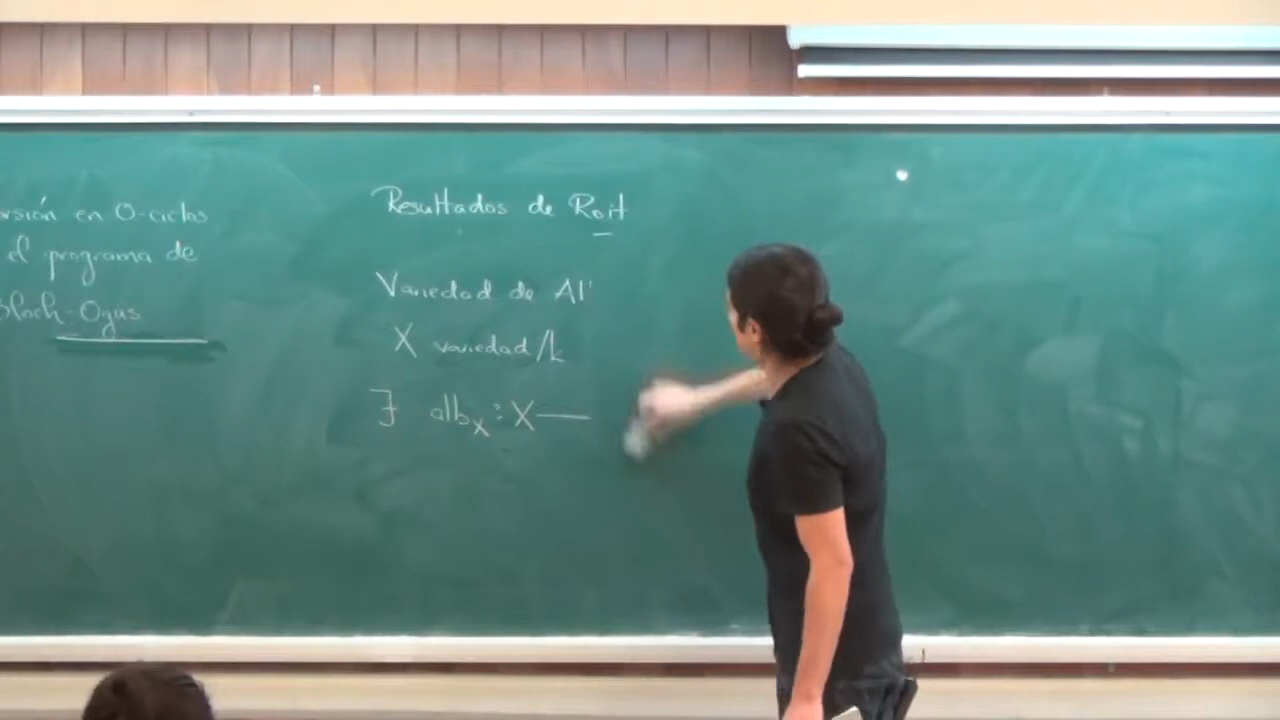 rsión en 0-ciclos
el programa de
Bloch-Ogus
Resultados de Roit
Variedad de Al
X variedad/k
∃ alb_X : X —